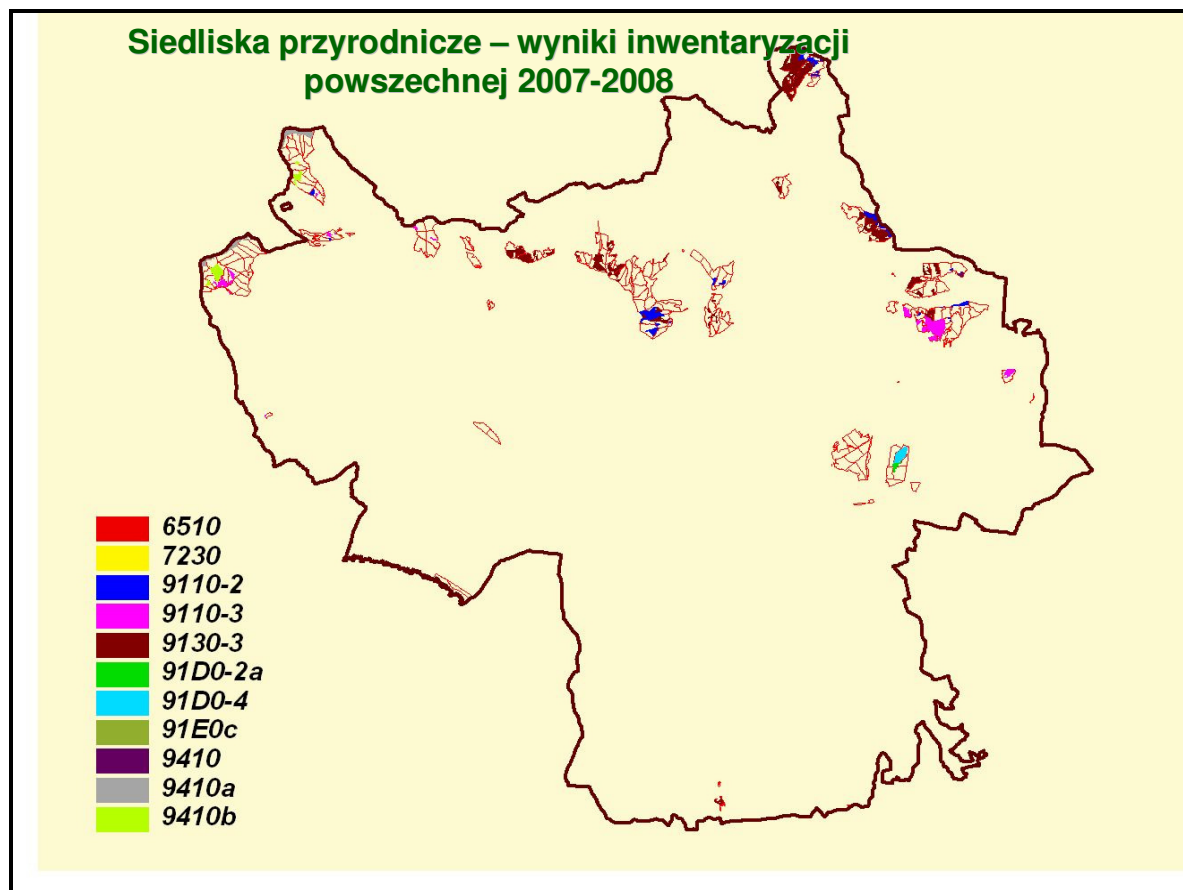 Siedliska przyrodnicze – wyniki inwentaryzacji
powszechnej 2007-2008
6510
7230
9110-2
9110-3
9130-3
91D0-2a
91D0-4
91E0c
9410
9410a
9410b